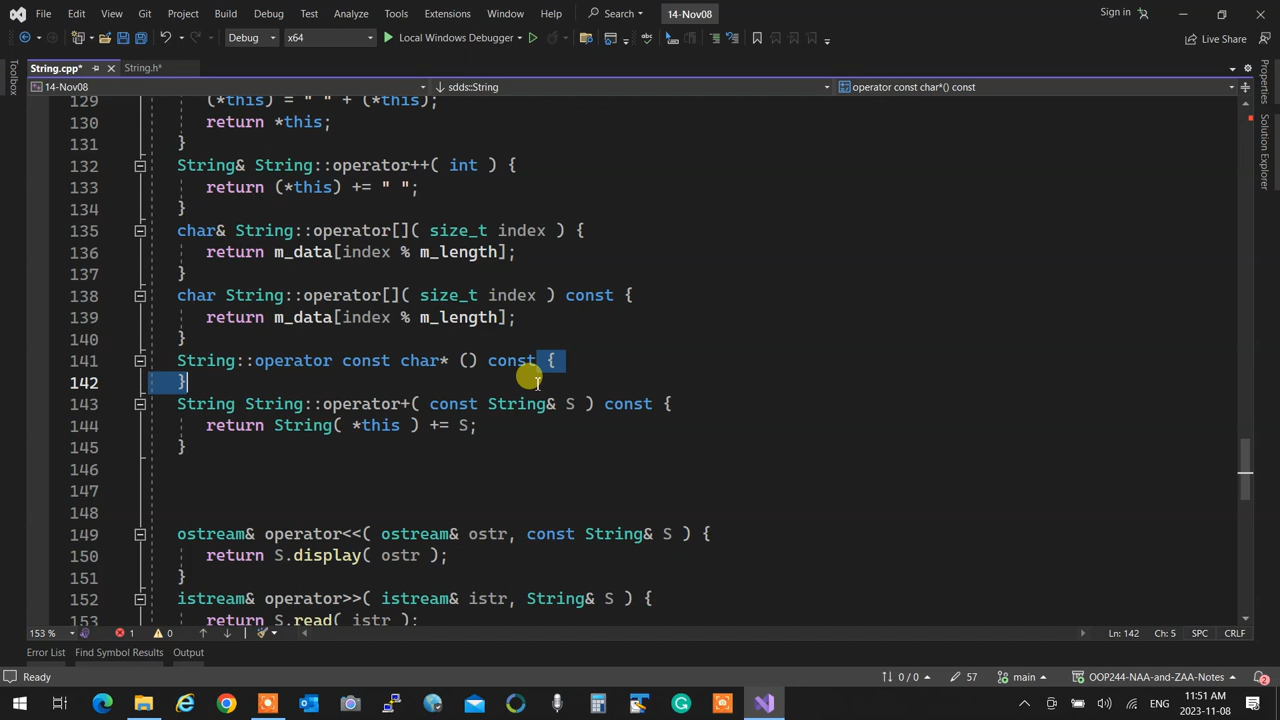 File Edit View Git Project Build Debug Test Analyze Tools Extensions Window Help Search 14-Nov08 Sign in
Debug x64 Local Windows Debugger Live Share
String.cpp* String.h*
14-Nov08 sdds::String operator const char*() const
Toolbox
Properties
Solution Explorer
129 (*this) = " " + (*this);
130 return *this;
131 }
132 String& String::operator++( int ) {
133 return (*this) += " ";
134 }
135 char& String::operator[]( size_t index ) {
136 return m_data[index % m_length];
137 }
138 char String::operator[]( size_t index ) const {
139 return m_data[index % m_length];
140 }
141 String::operator const char* () const {
142 }
143 String String::operator+( const String& S ) const {
144 return String( *this ) += S;
145 }
146
147
148
149 ostream& operator<<( ostream& ostr, const String& S ) {
150 return S.display( ostr );
151 }
152 istream& operator>>( istream& istr, String& S ) {
153 return S.read( istr );
153 % 1 0 Ln: 142 Ch: 5 SPC CRLF
Error List Find Symbol Results Output
Ready 0 / 0 57 main OOP244-NAA-and-ZAA-Notes 2
ENG 11:51 AM
2023-11-08